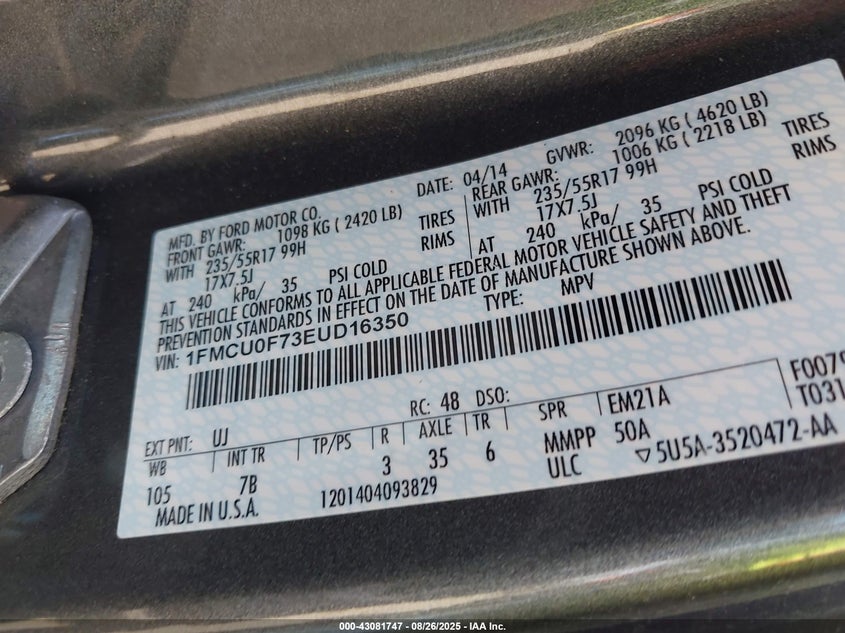 MFD. BY FORD MOTOR CO.
DATE: 04/14 GVWR: 2096 KG ( 4620 LB)
FRONT GAWR: 1098 KG ( 2420 LB) REAR GAWR: 1006 KG ( 2218 LB)
WITH 235/55R17 99H TIRES WITH 235/55R17 99H TIRES
17X7.5J RIMS 17X7.5J RIMS
AT 240 kPa/ 35 PSI COLD AT 240 kPa/ 35 PSI COLD
THIS VEHICLE CONFORMS TO ALL APPLICABLE FEDERAL MOTOR VEHICLE SAFETY AND THEFT
PREVENTION STANDARDS IN EFFECT ON THE DATE OF MANUFACTURE SHOWN ABOVE.
VIN: 1FMCU0F73EUD16350 TYPE: MPV
EXT PNT: UJ RC: 48 DSO:
WB INT TR TP/PS R AXLE TR SPR EM21A F0079
105 7B 3 35 6 MMPP 50A T031
MADE IN U.S.A. 1201404093829 ULC ▽5U5A-3520472-AA
000-43081747 - 08/26/2025 - IAA Inc.